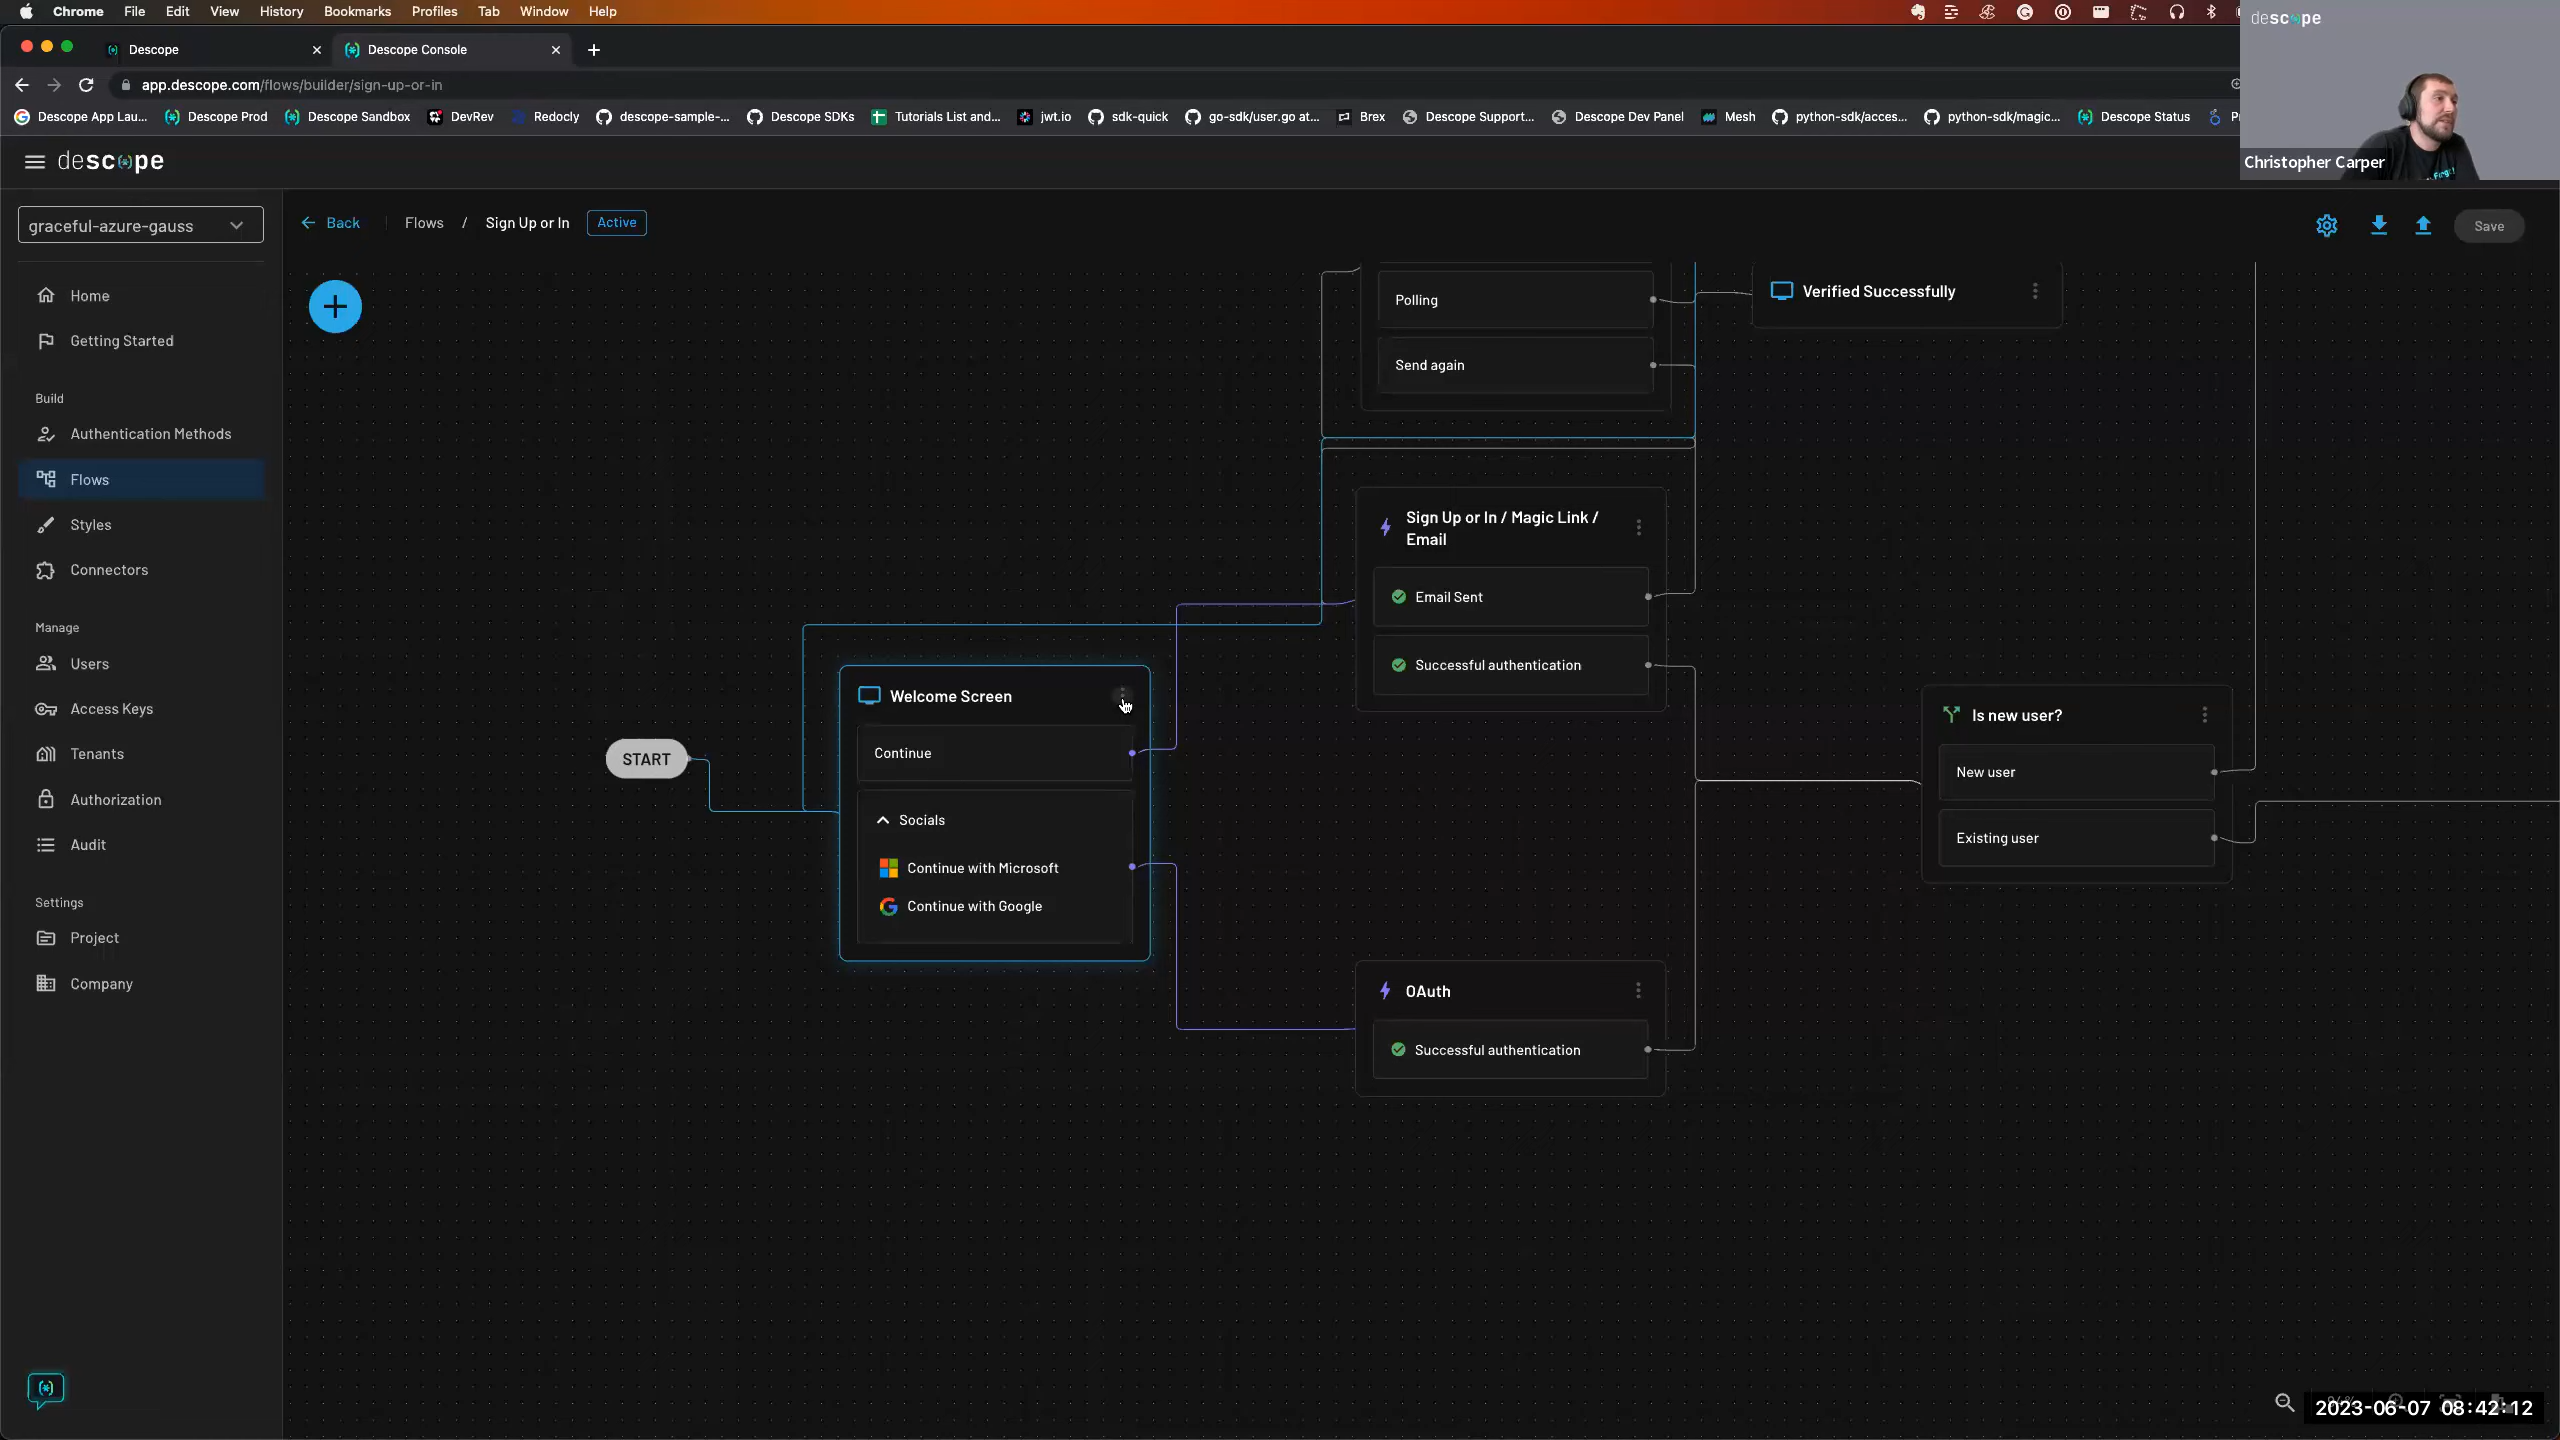 Chrome File Edit View History Bookmarks Profiles Tab Window Help
Descope
Descope Console
app.descope.com/flows/builder/sign-up-or-in
Descope App Lau... Descope Prod Descope Sandbox DevRev Redocly descope-sample-... Descope SDKs Tutorials List and... jwt.io sdk-quick go-sdk/user.go at... Brex Descope Support... Descope Dev Panel Mesh python-sdk/acces... python-sdk/magic... Descope Status
descope
Christopher Carper
descope
graceful-azure-gauss
Back Flows / Sign Up or In Active
Save
Home
Getting Started
Build
Authentication Methods
Flows
Styles
Connectors
Manage
Users
Access Keys
Tenants
Authorization
Audit
Settings
Project
Company
Polling
Send again
Verified Successfully
Sign Up or In / Magic Link /
Email
Email Sent
Successful authentication
START
Welcome Screen
Continue
Socials
Continue with Microsoft
Continue with Google
Is new user?
New user
Existing user
OAuth
Successful authentication
2023-06-07 08:42:12